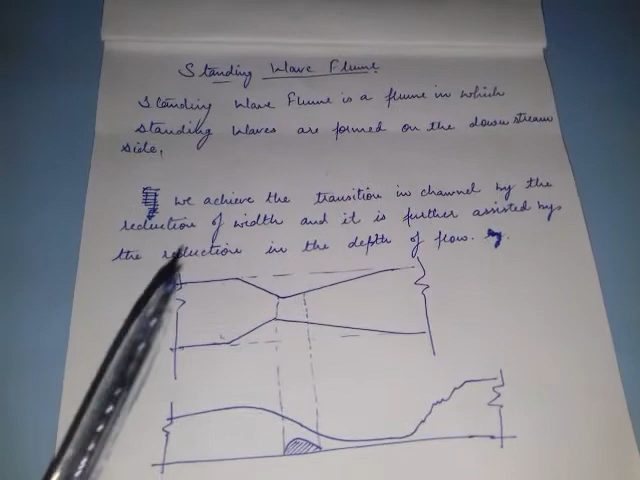 Standing Wave Flume
Standing Wave Flume is a flume in which
standing waves are formed on the down stream
side,
we achieve the transition in channel by the
reduction of width and it is further assisted by
the reduction in the depth of flow.